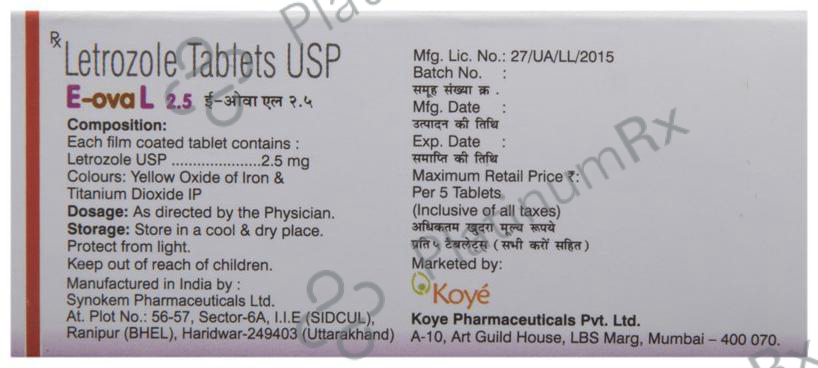 Rx Letrozole Tablets USP
E-ova L 2.5 ई-ओवा एल २.५
Composition:
Each film coated tablet contains :
Letrozole USP .....................2.5 mg
Colours: Yellow Oxide of Iron &
Titanium Dioxide IP
Dosage: As directed by the Physician.
Storage: Store in a cool & dry place.
Protect from light.
Keep out of reach of children.
Manufactured in India by :
Synokem Pharmaceuticals Ltd.
At. Plot No.: 56-57, Sector-6A, I.I.E (SIDCUL),
Ranipur (BHEL), Haridwar-249403 (Uttarakhand)
Mfg. Lic. No.: 27/UA/LL/2015
Batch No. :
समूह संख्या क्र .
Mfg. Date :
उत्पादन की तिथि
Exp. Date :
समाप्ति की तिथि
Maximum Retail Price ₹:
Per 5 Tablets
(Inclusive of all taxes)
अधिकतम खुदरा मूल्य रूपये
प्रति ५ टैबलेट्स (सभी करों सहित)
Marketed by:
Koyé
Koye Pharmaceuticals Pvt. Ltd.
A-10, Art Guild House, LBS Marg, Mumbai – 400 070.
PlatinumRx